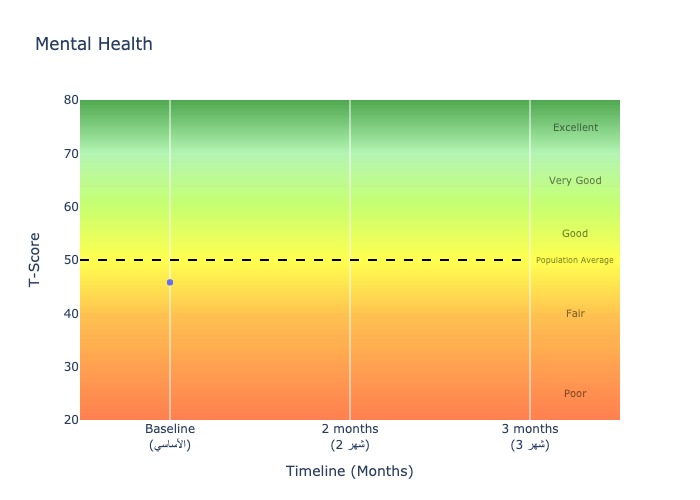 Mental Health
80
70
60
50
40
30
20
T-Score
Excellent
Very Good
Good
Population Average
Fair
Poor
Baseline
(الأساسي)
2 months
(2 شهر)
3 months
(3 شهر)
Timeline (Months)